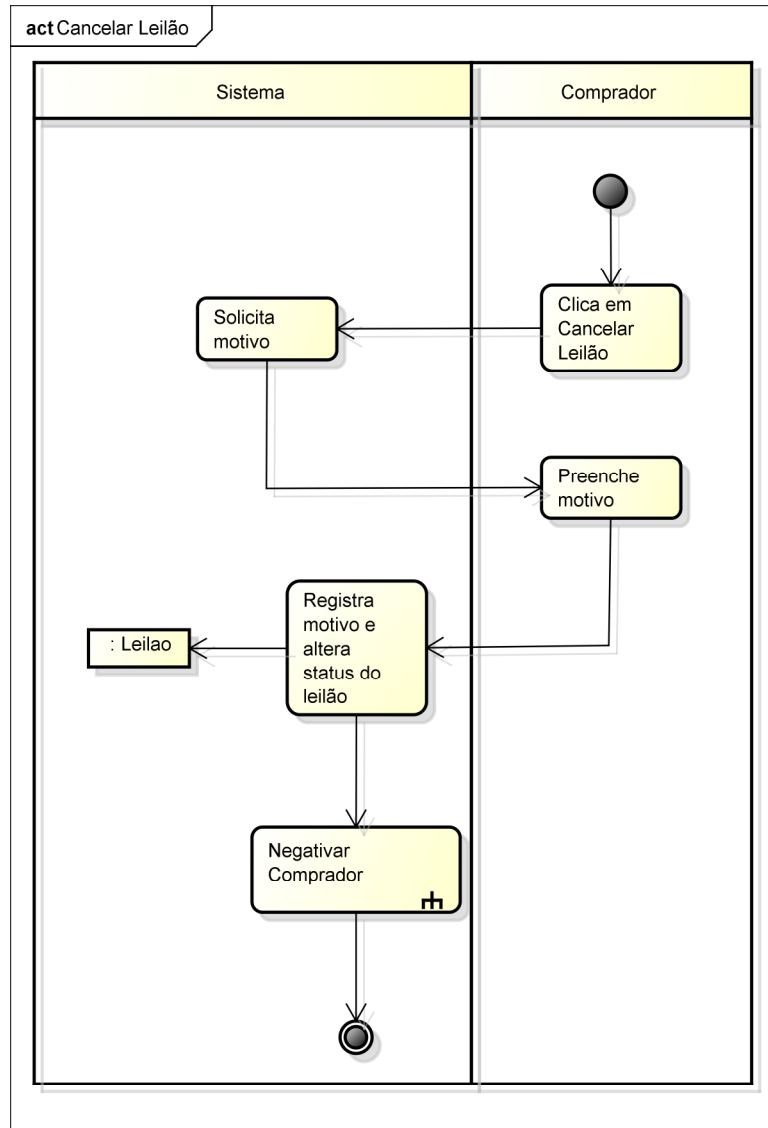 act Cancelar Leilão
Sistema
Comprador
Clica em
Cancelar
Leilão
Solicita
motivo
Preenche
motivo
Registra
motivo e
altera
status do
leilão
: Leilao
Negativar
Comprador